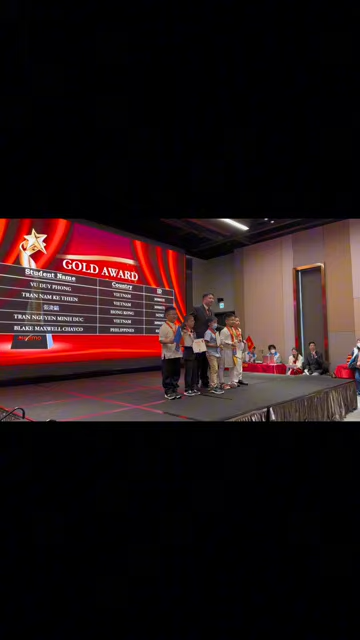 GOLD AWARD
Student Name Country ID
VU DUY PHONG VIETNAM
TRAN NAM KE THIEN VIETNAM
HONG KONG
TRAN NGUYEN MINH DUC VIETNAM
BLAKE MAXWELL CHAYCO PHILIPPINES